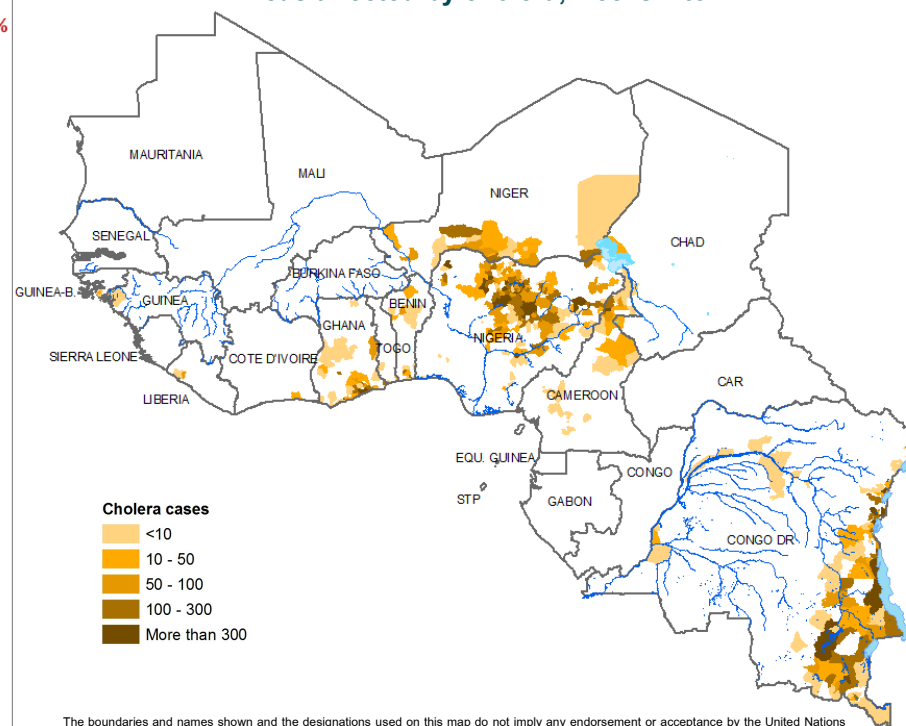 %
MAURITANIA
MALI
NIGER
CHAD
SENEGAL
BURKINA FASO
GUINEA-B.
GUINEA
BENIN
GHANA
NIGERIA
TOGO
SIERRA LEONE
COTE D'IVOIRE
CAR
LIBERIA
CAMEROON
EQU. GUINEA
CONGO
STP
GABON
CONGO DR
Cholera cases
<10
10 - 50
50 - 100
100 - 300
More than 300
The boundaries and names shown and the designations used on this map do not imply any endorsement or acceptance by the United Nations